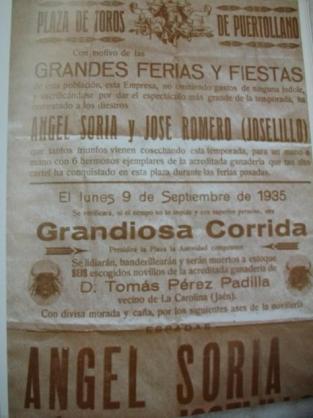 PLAZA DE TOROS DE PUERTOLLANO
Con motivo de las
GRANDES FERIAS Y FIESTAS
de esta población, esta Empresa, no omitiendo gastos de ninguna índole,
y sacrificándose por dar el espectáculo más grande de la temporada, ha
contratado a los diestros
ANGEL SORIA y JOSE ROMERO (JOSELILLO)
que tantos triunfos vienen cosechando esta temporada, para un mano a
mano con 6 hermosos ejemplares de la acreditada ganadería que tan alto
cartel ha conquistado en esta plaza durante las ferias pasadas.
El lunes 9 de Septiembre de 1935
Se verificará, si el tiempo no lo impide y con superior permiso, una
Grandiosa Corrida
Presidirá la Plaza la Autoridad competente
Se lidiarán, banderillearán y serán muertos a estoque
SEIS escogidos novillos de la acreditada ganadería de
D. Tomás Pérez Padilla
vecino de La Carolina (Jaén).
Con divisa morada y caña, por los siguientes ases de la novillería
ESPADAS
ANGEL SORIA